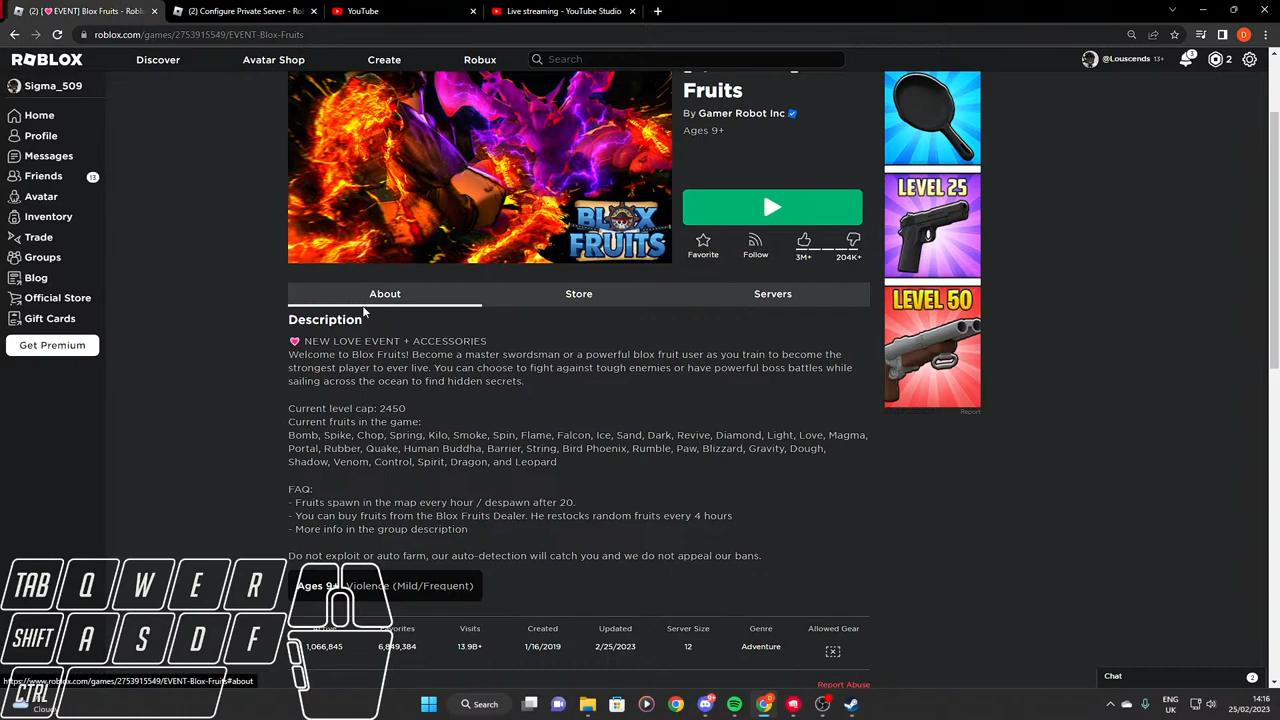 (2) [💗EVENT] Blox Fruits - Roblox
(2) Configure Private Server - Rob
YouTube
Live streaming - YouTube Studio
roblox.com/games/2753915549/EVENT-Blox-Fruits
D
ROBLOX
Discover
Avatar Shop
Create
Robux
Search
@Louscends 13+
3
2
Sigma_509
Home
Profile
Messages
Friends
13
Avatar
Inventory
Trade
Groups
Blog
Official Store
Gift Cards
Get Premium
BLOX
FRUITS
Fruits
By Gamer Robot Inc
Ages 9+
Favorite
Follow
3M+
204K+
LEVEL 25
LEVEL 50
Report
About
Store
Servers
Description
💗 NEW LOVE EVENT + ACCESSORIES
Welcome to Blox Fruits! Become a master swordsman or a powerful blox fruit user as you train to become the
strongest player to ever live. You can choose to fight against tough enemies or have powerful boss battles while
sailing across the ocean to find hidden secrets.
Current level cap: 2450
Current fruits in the game:
Bomb, Spike, Chop, Spring, Kilo, Smoke, Spin, Flame, Falcon, Ice, Sand, Dark, Revive, Diamond, Light, Love, Magma,
Portal, Rubber, Quake, Human Buddha, Barrier, String, Bird Phoenix, Rumble, Paw, Blizzard, Gravity, Dough,
Shadow, Venom, Control, Spirit, Dragon, and Leopard
FAQ:
- Fruits spawn in the map every hour / despawn after 20.
- You can buy fruits from the Blox Fruits Dealer. He restocks random fruits every 4 hours
- More info in the group description
Do not exploit or auto farm, our auto-detection will catch you and we do not appeal our bans.
Ages 9+ Violence (Mild/Frequent)
Visits
Created
Updated
Server Size
Genre
Allowed Gear
1,066,845
6,849,384
13.9B+
1/16/2019
2/25/2023
12
Adventure
Report Abuse
Chat
2
TAB Q W E R
SHIFT A S D F
CTRL
https://www.roblox.com/games/2753915549/EVENT-Blox-Fruits#about
Search
ENG
UK
14:16
25/02/2023